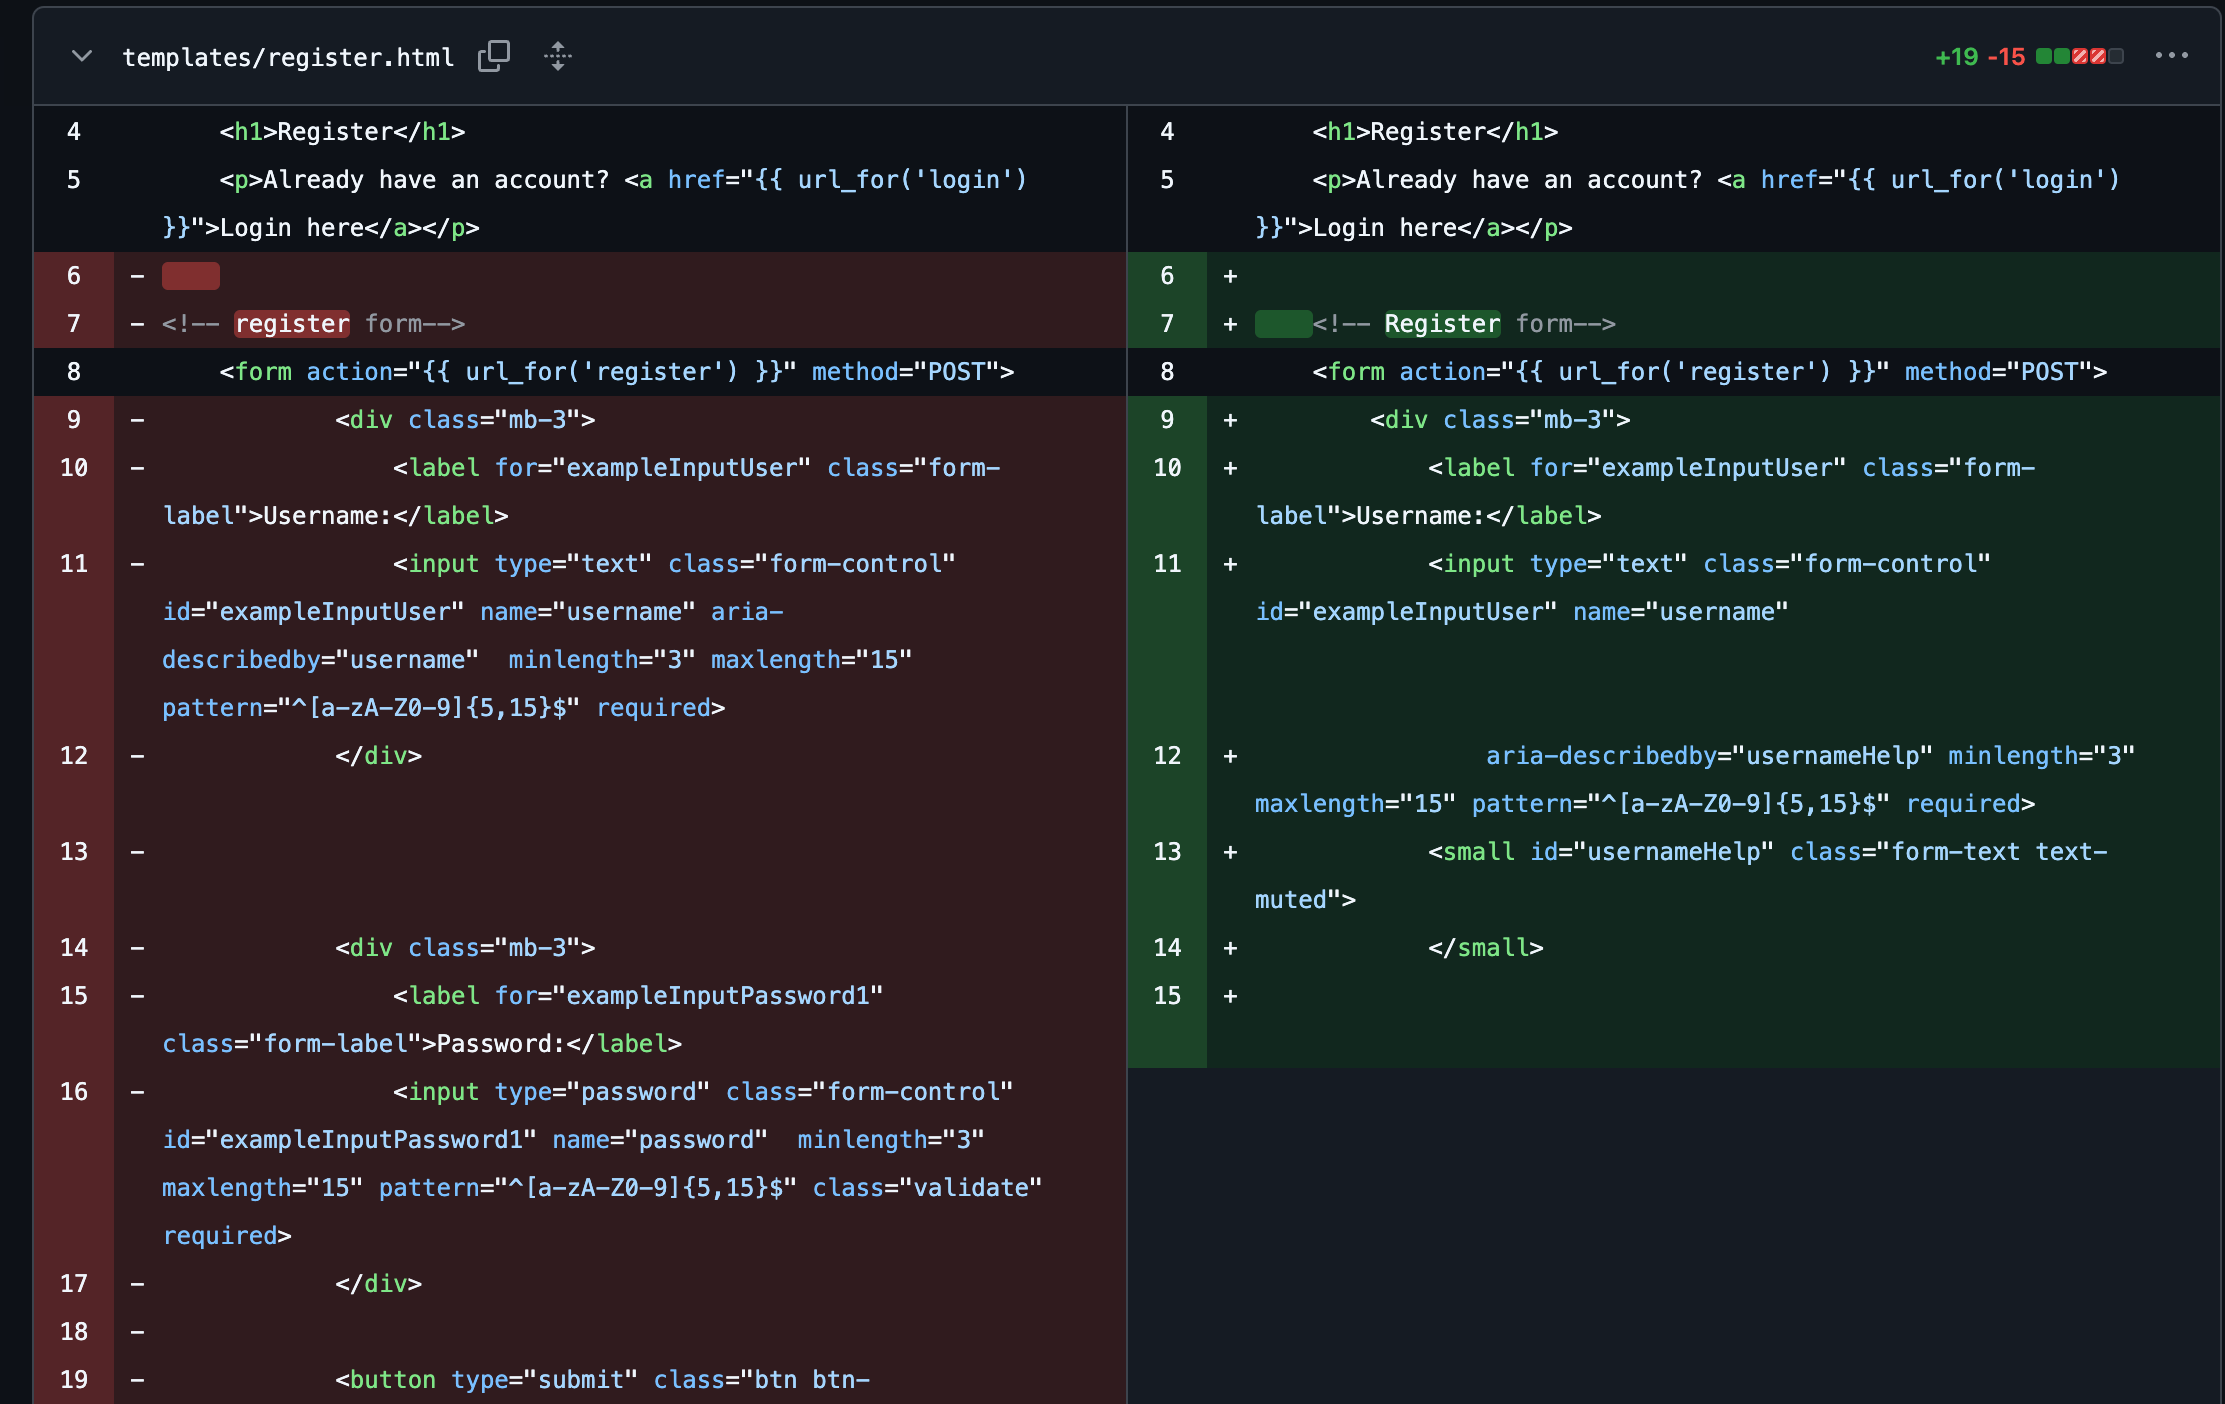 templates/register.html
+19 -15
4     <h1>Register</h1>
5     <p>Already have an account? <a href="{{ url_for('login')
}}">Login here</a></p>
6 -
7 - <!-- register form-->
8     <form action="{{ url_for('register') }}" method="POST">
9 -             <div class="mb-3">
10 -                 <label for="exampleInputUser" class="form-
label">Username:</label>
11 -                 <input type="text" class="form-control"
id="exampleInputUser" name="username" aria-
describedby="username"  minlength="3" maxlength="15"
pattern="^[a-zA-Z0-9]{5,15}$" required>
12 -             </div>
13 -
14 -             <div class="mb-3">
15 -                 <label for="exampleInputPassword1"
class="form-label">Password:</label>
16 -                 <input type="password" class="form-control"
id="exampleInputPassword1" name="password"  minlength="3"
maxlength="15" pattern="^[a-zA-Z0-9]{5,15}$" class="validate"
required>
17 -             </div>
18 -
19 -             <button type="submit" class="btn btn-
4     <h1>Register</h1>
5     <p>Already have an account? <a href="{{ url_for('login')
}}">Login here</a></p>
6 +
7 +     <!-- Register form-->
8     <form action="{{ url_for('register') }}" method="POST">
9 +         <div class="mb-3">
10 +             <label for="exampleInputUser" class="form-
label">Username:</label>
11 +             <input type="text" class="form-control"
id="exampleInputUser" name="username"
12 +                 aria-describedby="usernameHelp" minlength="3"
maxlength="15" pattern="^[a-zA-Z0-9]{5,15}$" required>
13 +             <small id="usernameHelp" class="form-text text-
muted">
14 +             </small>
15 +